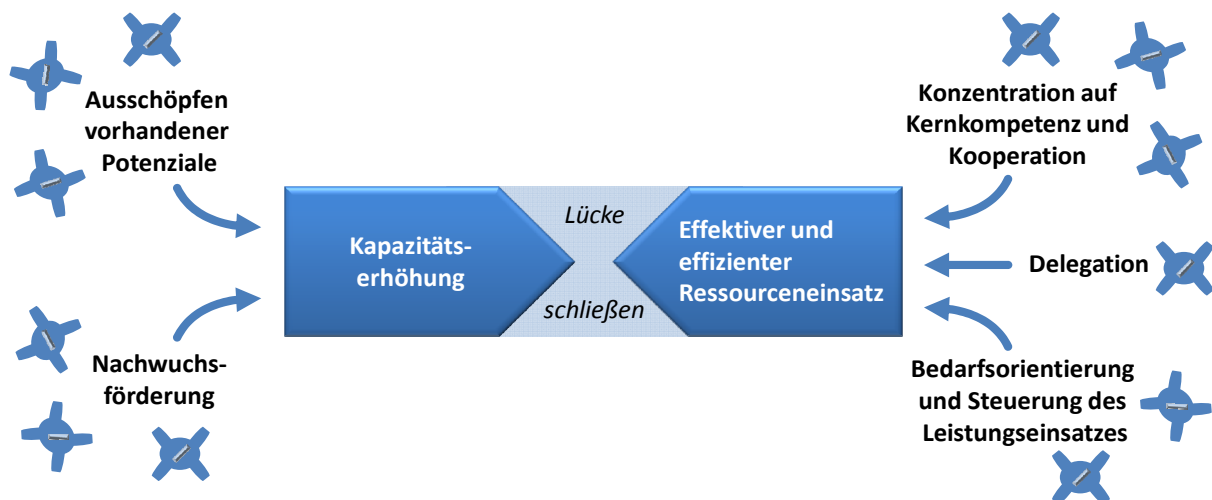 Ausschöpfen
vorhandener
Potenziale
Nachwuchs-
förderung
Kapazitäts-
erhöhung
Lücke
schließen
Effektiver und
effizienter
Ressourceneinsatz
Konzentration auf
Kernkompetenz und
Kooperation
Delegation
Bedarfsorientierung
und Steuerung des
Leistungseinsatzes